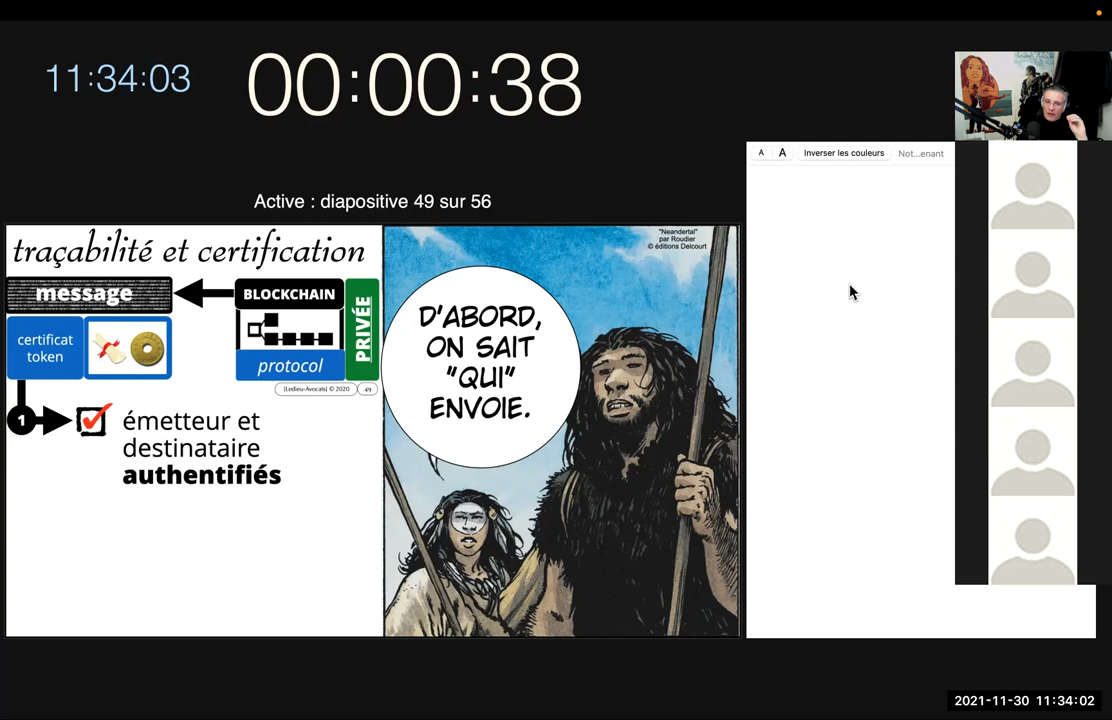 11:34:03
00:00:38
Active : diapositive 49 sur 56
traçabilité et certification
message
BLOCKCHAIN
PRIVÉE
certificat
token
protocol
[Ledieu-Avocats] © 2020
49
1
émetteur et
destinataire
authentifiés
"Neandertal"
par Roudier
© éditions Delcourt
D'ABORD,
ON SAIT
"QUI"
ENVOIE.
A A Inverser les couleurs Not...enant
2021-11-30 11:34:02